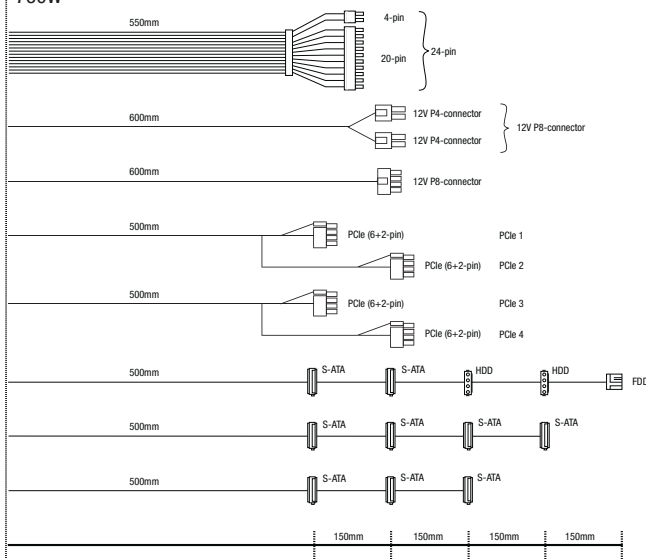 550mm
4-pin
20-pin
24-pin
600mm
12V P4-connector
12V P4-connector
12V P8-connector
600mm
12V P8-connector
500mm
PCIe (6+2-pin)
PCIe 1
PCIe (6+2-pin)
PCIe 2
500mm
PCIe (6+2-pin)
PCIe 3
PCIe (6+2-pin)
PCIe 4
500mm
S-ATA
S-ATA
HDD
HDD
FDD
500mm
S-ATA
S-ATA
S-ATA
S-ATA
500mm
S-ATA
S-ATA
S-ATA
150mm
150mm
150mm
150mm